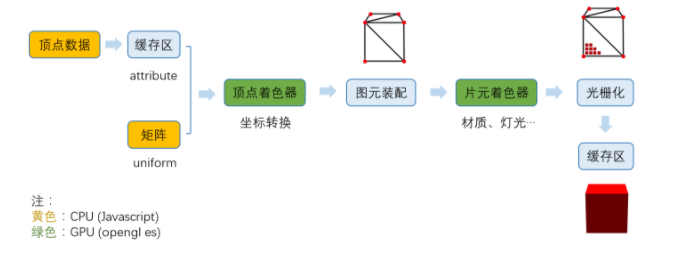 顶点数据
缓存区
attribute
矩阵
uniform
顶点着色器
坐标转换
图元装配
片元着色器
材质、灯光…
光栅化
缓存区
注：
黄色：CPU (Javascript)
绿色：GPU (opengl es)